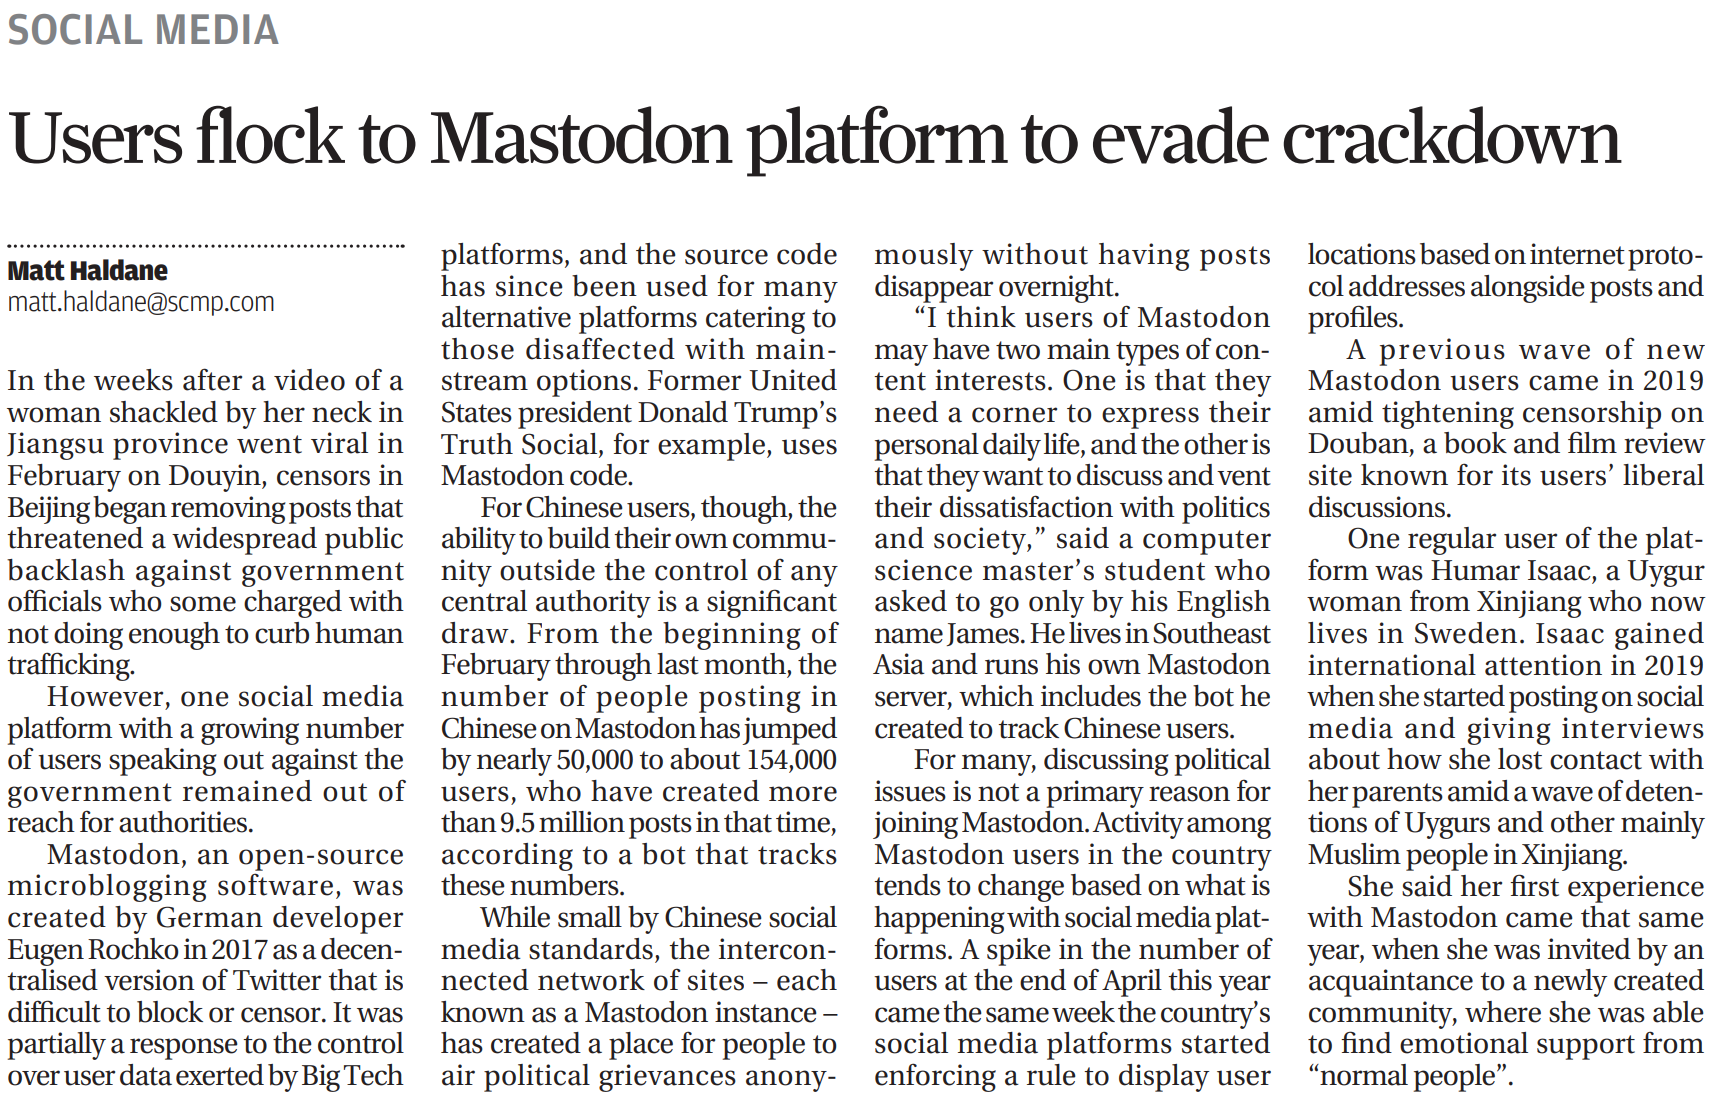 SOCIAL MEDIA
Users flock to Mastodon platform to evade crackdown
Matt Haldane
matt.haldane@scmp.com
In the weeks after a video of a
woman shackled by her neck in
Jiangsu province went viral in
February on Douyin, censors in
Beijing began removing posts that
threatened a widespread public
backlash against government
officials who some charged with
not doing enough to curb human
trafficking.
However, one social media
platform with a growing number
of users speaking out against the
government remained out of
reach for authorities.
Mastodon, an open-source
microblogging software, was
created by German developer
Eugen Rochko in 2017 as a decen-
tralised version of Twitter that is
difficult to block or censor. It was
partially a response to the control
over user data exerted by Big Tech
platforms, and the source code
has since been used for many
alternative platforms catering to
those disaffected with main-
stream options. Former United
States president Donald Trump’s
Truth Social, for example, uses
Mastodon code.
For Chinese users, though, the
ability to build their own commu-
nity outside the control of any
central authority is a significant
draw. From the beginning of
February through last month, the
number of people posting in
Chinese on Mastodon has jumped
by nearly 50,000 to about 154,000
users, who have created more
than 9.5 million posts in that time,
according to a bot that tracks
these numbers.
While small by Chinese social
media standards, the intercon-
nected network of sites – each
known as a Mastodon instance –
has created a place for people to
air political grievances anony-
mously without having posts
disappear overnight.
“I think users of Mastodon
may have two main types of con-
tent interests. One is that they
need a corner to express their
personal daily life, and the other is
that they want to discuss and vent
their dissatisfaction with politics
and society,” said a computer
science master’s student who
asked to go only by his English
name James. He lives in Southeast
Asia and runs his own Mastodon
server, which includes the bot he
created to track Chinese users.
For many, discussing political
issues is not a primary reason for
joining Mastodon. Activity among
Mastodon users in the country
tends to change based on what is
happening with social media plat-
forms. A spike in the number of
users at the end of April this year
came the same week the country’s
social media platforms started
enforcing a rule to display user
locations based on internet proto-
col addresses alongside posts and
profiles.
A previous wave of new
Mastodon users came in 2019
amid tightening censorship on
Douban, a book and film review
site known for its users’ liberal
discussions.
One regular user of the plat-
form was Humar Isaac, a Uygur
woman from Xinjiang who now
lives in Sweden. Isaac gained
international attention in 2019
when she started posting on social
media and giving interviews
about how she lost contact with
her parents amid a wave of deten-
tions of Uygurs and other mainly
Muslim people in Xinjiang.
She said her first experience
with Mastodon came that same
year, when she was invited by an
acquaintance to a newly created
community, where she was able
to find emotional support from
“normal people”.